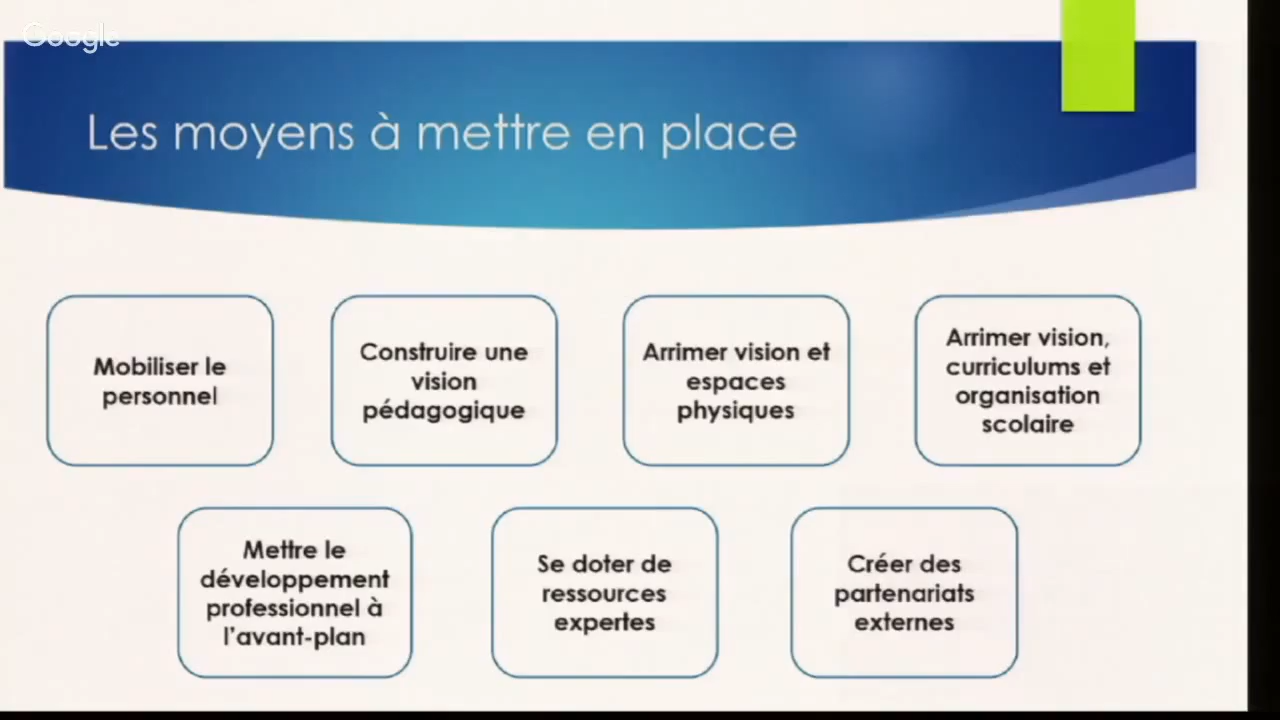 Google
Les moyens à mettre en place
Mobiliser le
personnel
Construire une
vision
pédagogique
Arrimer vision et
espaces
physiques
Arrimer vision,
curriculums et
organisation
scolaire
Mettre le
développement
professionnel à
l'avant-plan
Se doter de
ressources
expertes
Créer des
partenariats
externes